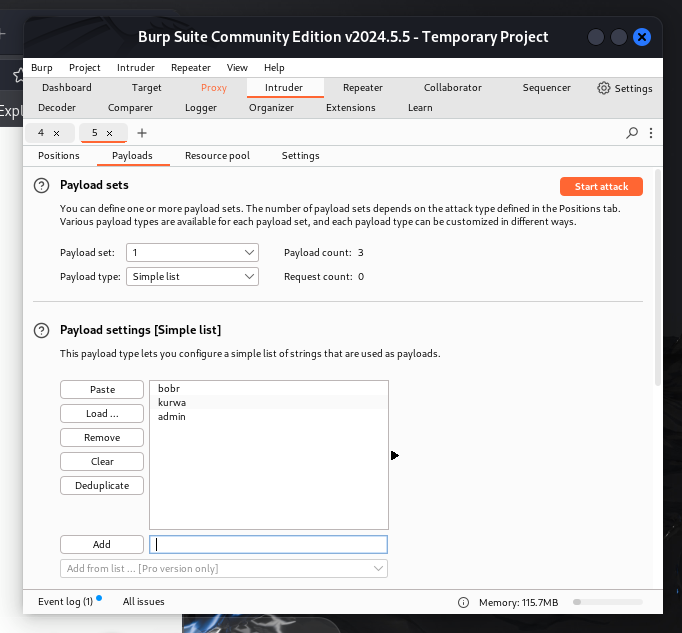 Burp Suite Community Edition v2024.5.5 - Temporary Project
Burp Project Intruder Repeater View Help
Dashboard Target Proxy Intruder Repeater Collaborator Sequencer Settings
Decoder Comparer Logger Organizer Extensions Learn
Expl
4 × 5 × +
Positions Payloads Resource pool Settings
? Payload sets Start attack
You can define one or more payload sets. The number of payload sets depends on the attack type defined in the Positions tab.
Various payload types are available for each payload set, and each payload type can be customized in different ways.
Payload set: 1 Payload count: 3
Payload type: Simple list Request count: 0
? Payload settings [Simple list]
This payload type lets you configure a simple list of strings that are used as payloads.
Paste
Load ...
Remove
Clear
Deduplicate
bobr
kurwa
admin
Add
Add from list ... [Pro version only]
Event log (1) All issues Memory: 115.7MB